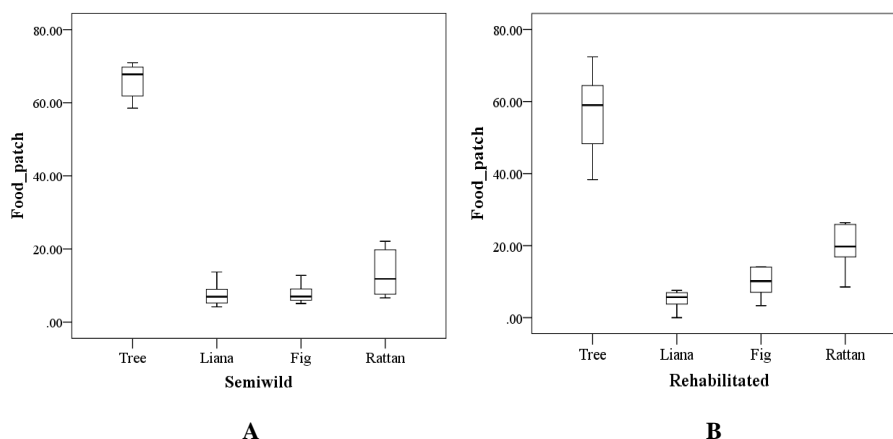 80.00
60.00
40.00
20.00
.00
Food_patch
Tree Liana Fig Rattan
Semiwild
A
80.00
60.00
40.00
20.00
.00
Food_patch
Tree Liana Fig Rattan
Rehabilitated
B